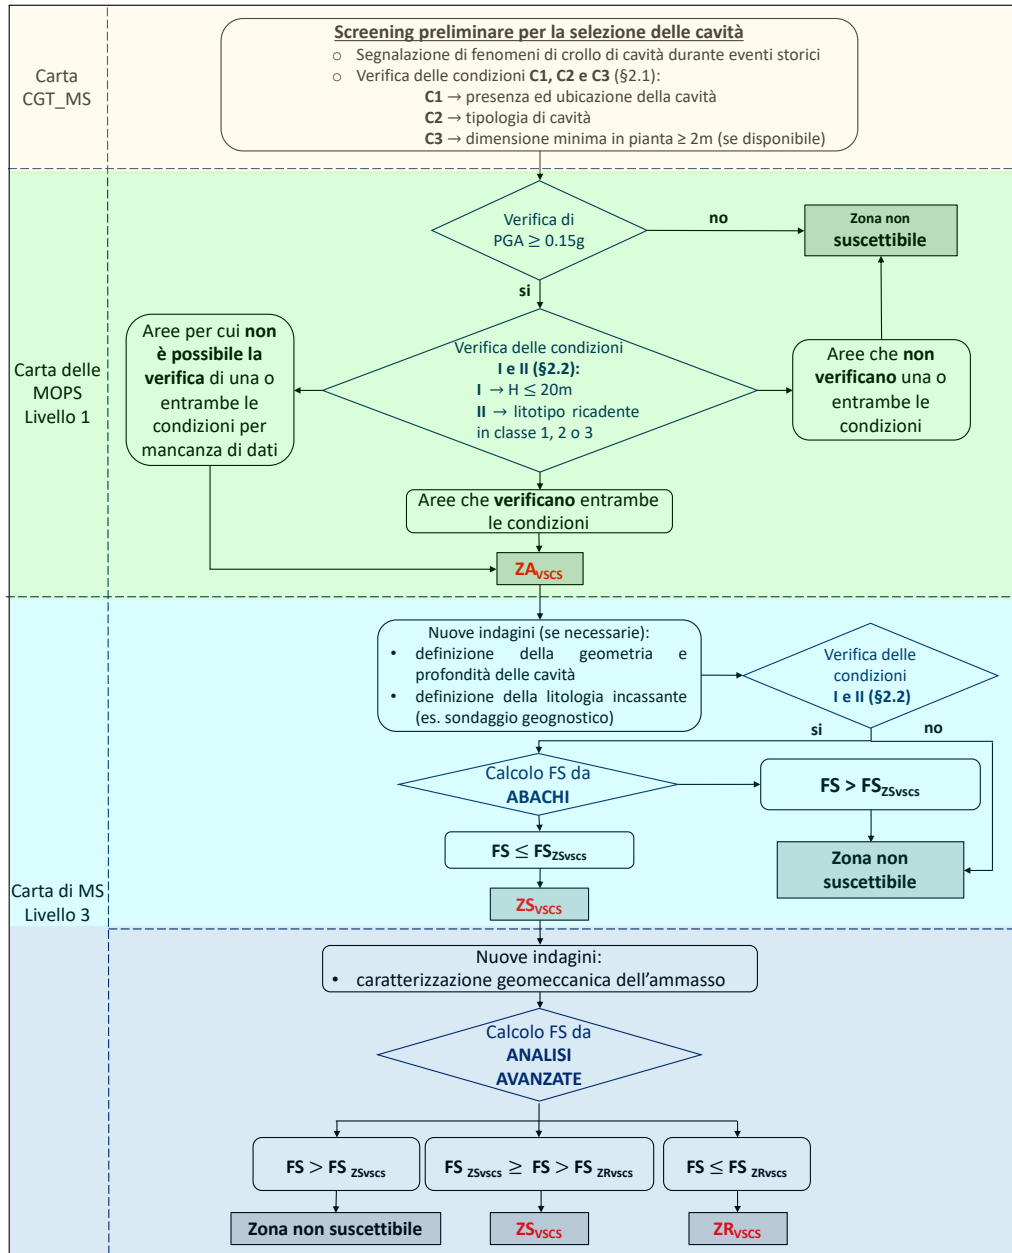 Screening preliminare per la selezione delle cavità
○ Segnalazione di fenomeni di crollo di cavità durante eventi storici
○ Verifica delle condizioni C1, C2 e C3 (§2.1):
C1 → presenza ed ubicazione della cavità
C2 → tipologia di cavità
C3 → dimensione minima in pianta ≥ 2m (se disponibile)
Carta
CGT_MS
Verifica di
PGA ≥ 0.15g
no
Zona non
suscettibile
si
Carta delle
MOPS
Livello 1
Aree per cui non
è possibile la
verifica di una o
entrambe le
condizioni per
mancanza di dati
Verifica delle condizioni
I e II (§2.2):
I → H ≤ 20m
II → litotipo ricadente
in classe 1, 2 o 3
Aree che non
verificano una o
entrambe le
condizioni
Aree che verificano entrambe
le condizioni
ZAVSCS
Nuove indagini (se necessarie):
• definizione della geometria e
profondità delle cavità
• definizione della litologia incassante
(es. sondaggio geognostico)
Verifica delle
condizioni
I e II (§2.2)
si
no
Calcolo FS da
ABACHI
FS > FSZSvscs
FS ≤ FSZSvscs
Zona non
suscettibile
Carta di MS
Livello 3
ZSVSCS
Nuove indagini:
• caratterizzazione geomeccanica dell'ammasso
Calcolo FS da
ANALISI
AVANZATE
FS > FS ZSvscs
FS ZSvscs ≥ FS > FS ZRvscs
FS ≤ FS ZRvscs
Zona non suscettibile
ZSVSCS
ZRVSCS